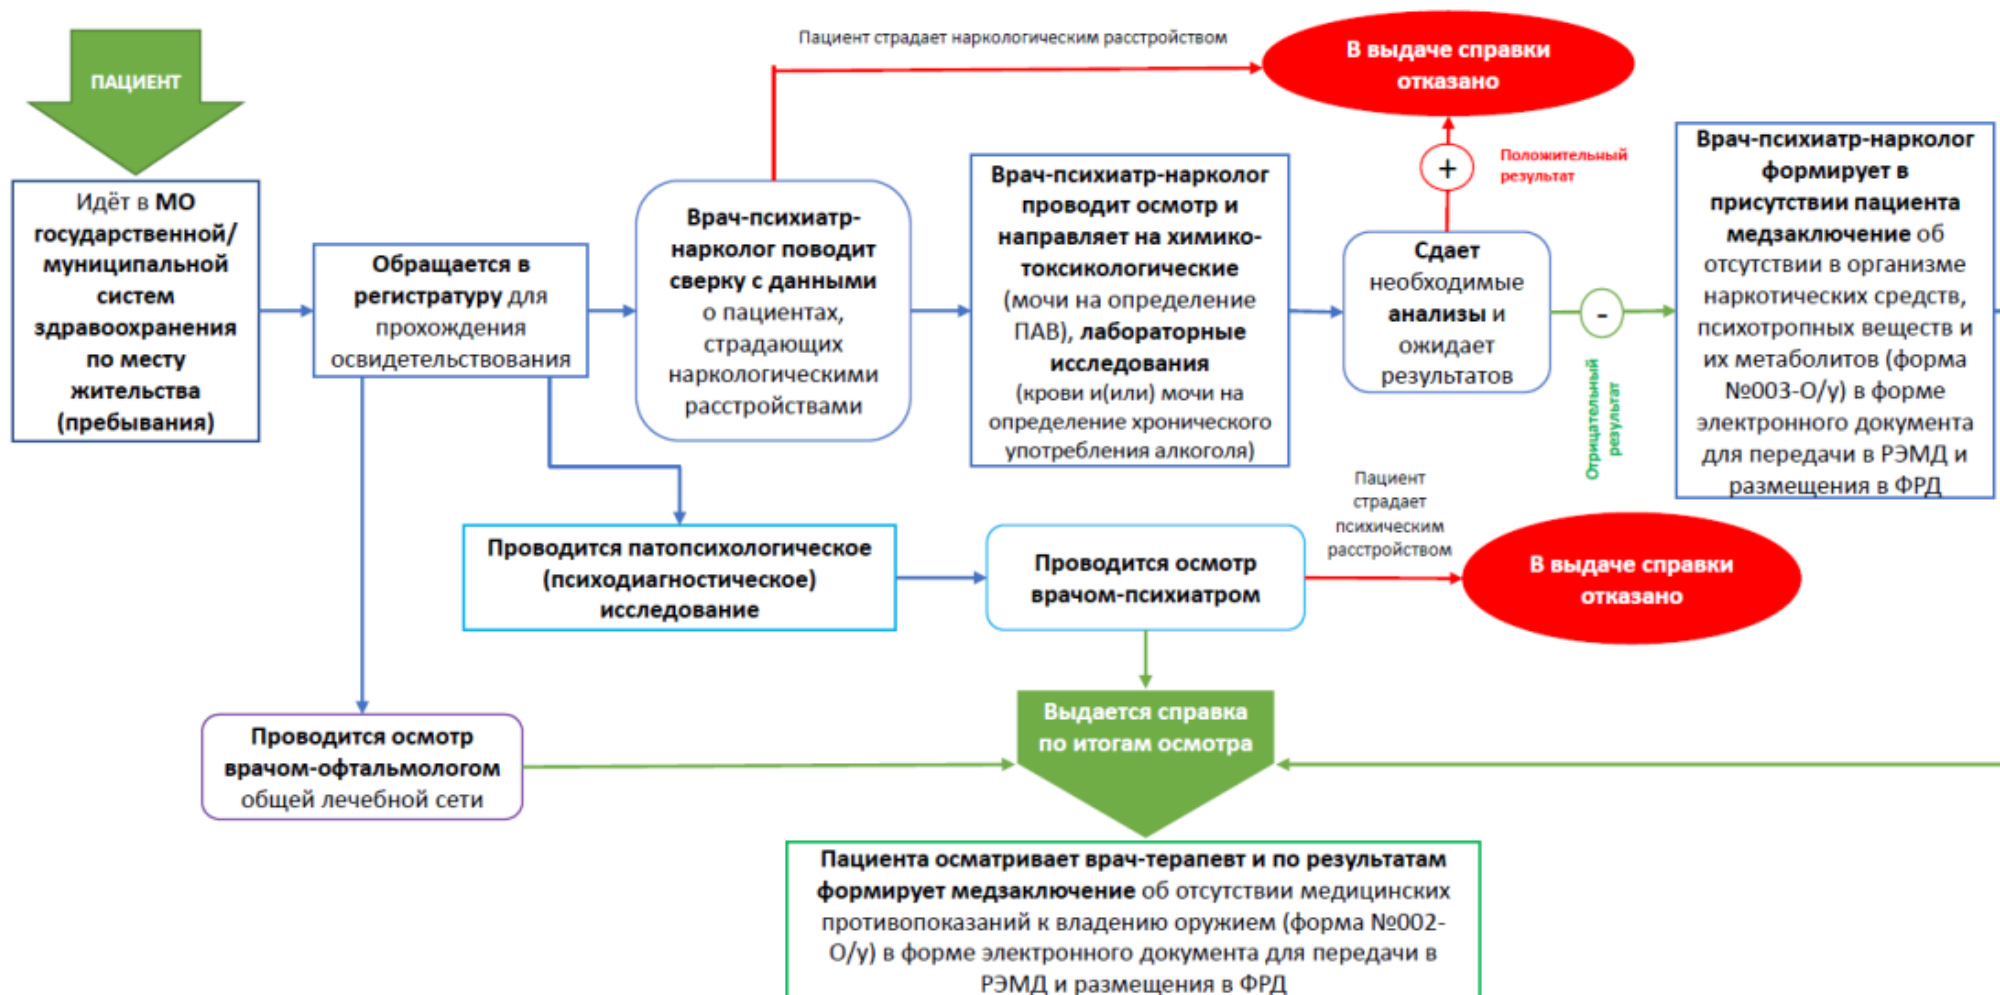 ПАЦИЕНТ
Идёт в МО
государственной/
муниципальной
систем
здравоохранения
по месту
жительства
(пребывания)
Обращается в
регистратуру для
прохождения
освидетельствования
Пациент страдает наркологическим расстройством
В выдаче справки
отказано
Врач-психиатр-
нарколог поводит
сверку с данными
о пациентах,
страдающих
наркологическими
расстройствами
Врач-психиатр-нарколог
проводит осмотр и
направляет на химико-
токсикологические
(мочи на определение
ПАВ), лабораторные
исследования
(крови и(или) мочи на
определение хронического
употребления алкоголя)
+
Положительный
результат
Сдает
необходимые
анализы и
ожидает
результатов
-
Отрицательный
результат
Врач-психиатр-нарколог
формирует в
присутствии пациента
медзаключение об
отсутствии в организме
наркотических средств,
психотропных веществ и
их метаболитов (форма
№003-О/у) в форме
электронного документа
для передачи в РЭМД и
размещения в ФРД
Проводится патопсихологическое
(психодиагностическое)
исследование
Проводится осмотр
врачом-психиатром
Пациент
страдает
психическим
расстройством
В выдаче справки
отказано
Проводится осмотр
врачом-офтальмологом
общей лечебной сети
Выдается справка
по итогам осмотра
Пациента осматривает врач-терапевт и по результатам
формирует медзаключение об отсутствии медицинских
противопоказаний к владению оружием (форма №002-
О/у) в форме электронного документа для передачи в
РЭМД и размещения в ФРД